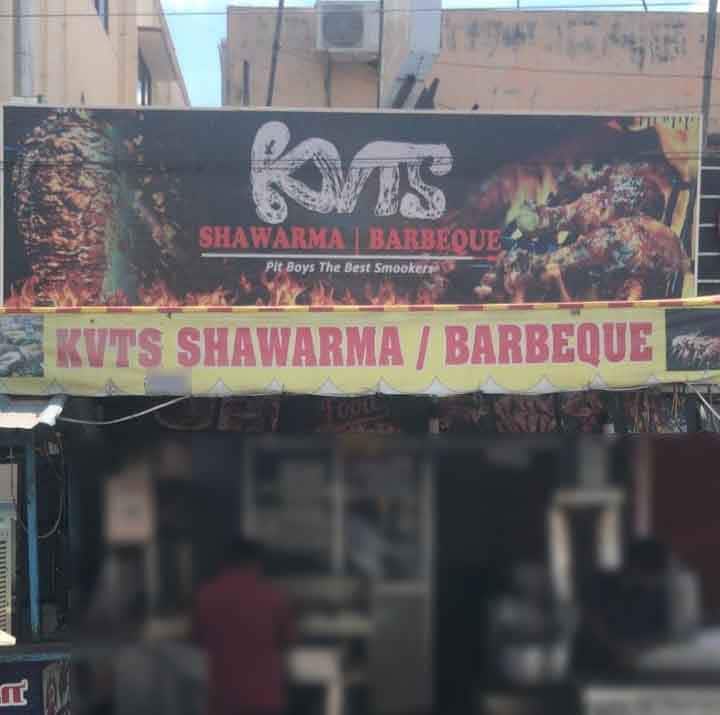 KVTS
SHAWARMA | BARBEQUE
Pit Boys The Best Smookers
KVTS SHAWARMA / BARBEQUE